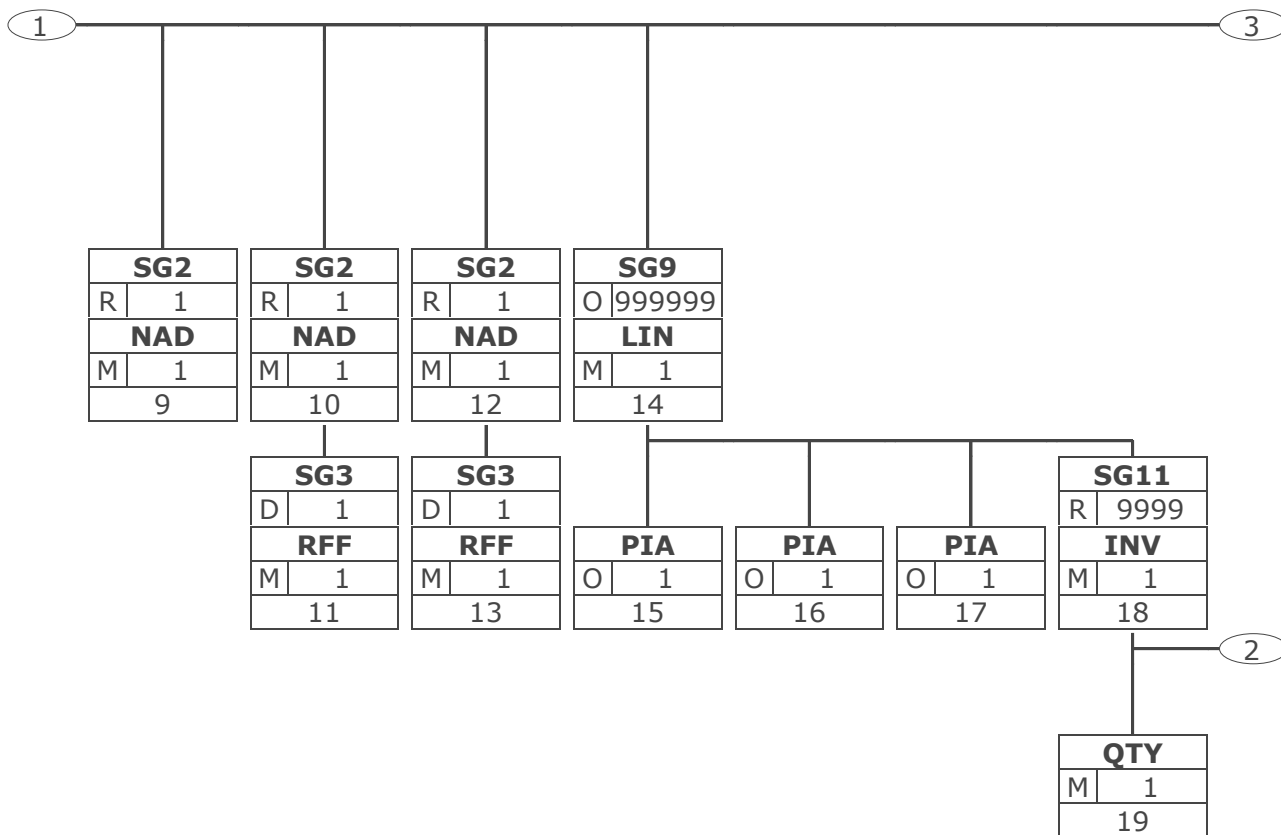 1 3
SG2 SG2 SG2 SG9
R 1 R 1 R 1 O 999999
NAD NAD NAD LIN
M 1 M 1 M 1 M 1
9 10 12 14
SG3 SG3 SG11
D 1 D 1 R 9999
RFF RFF PIA PIA PIA INV
M 1 M 1 O 1 O 1 O 1 M 1
11 13 15 16 17 18
2
QTY
M 1
19